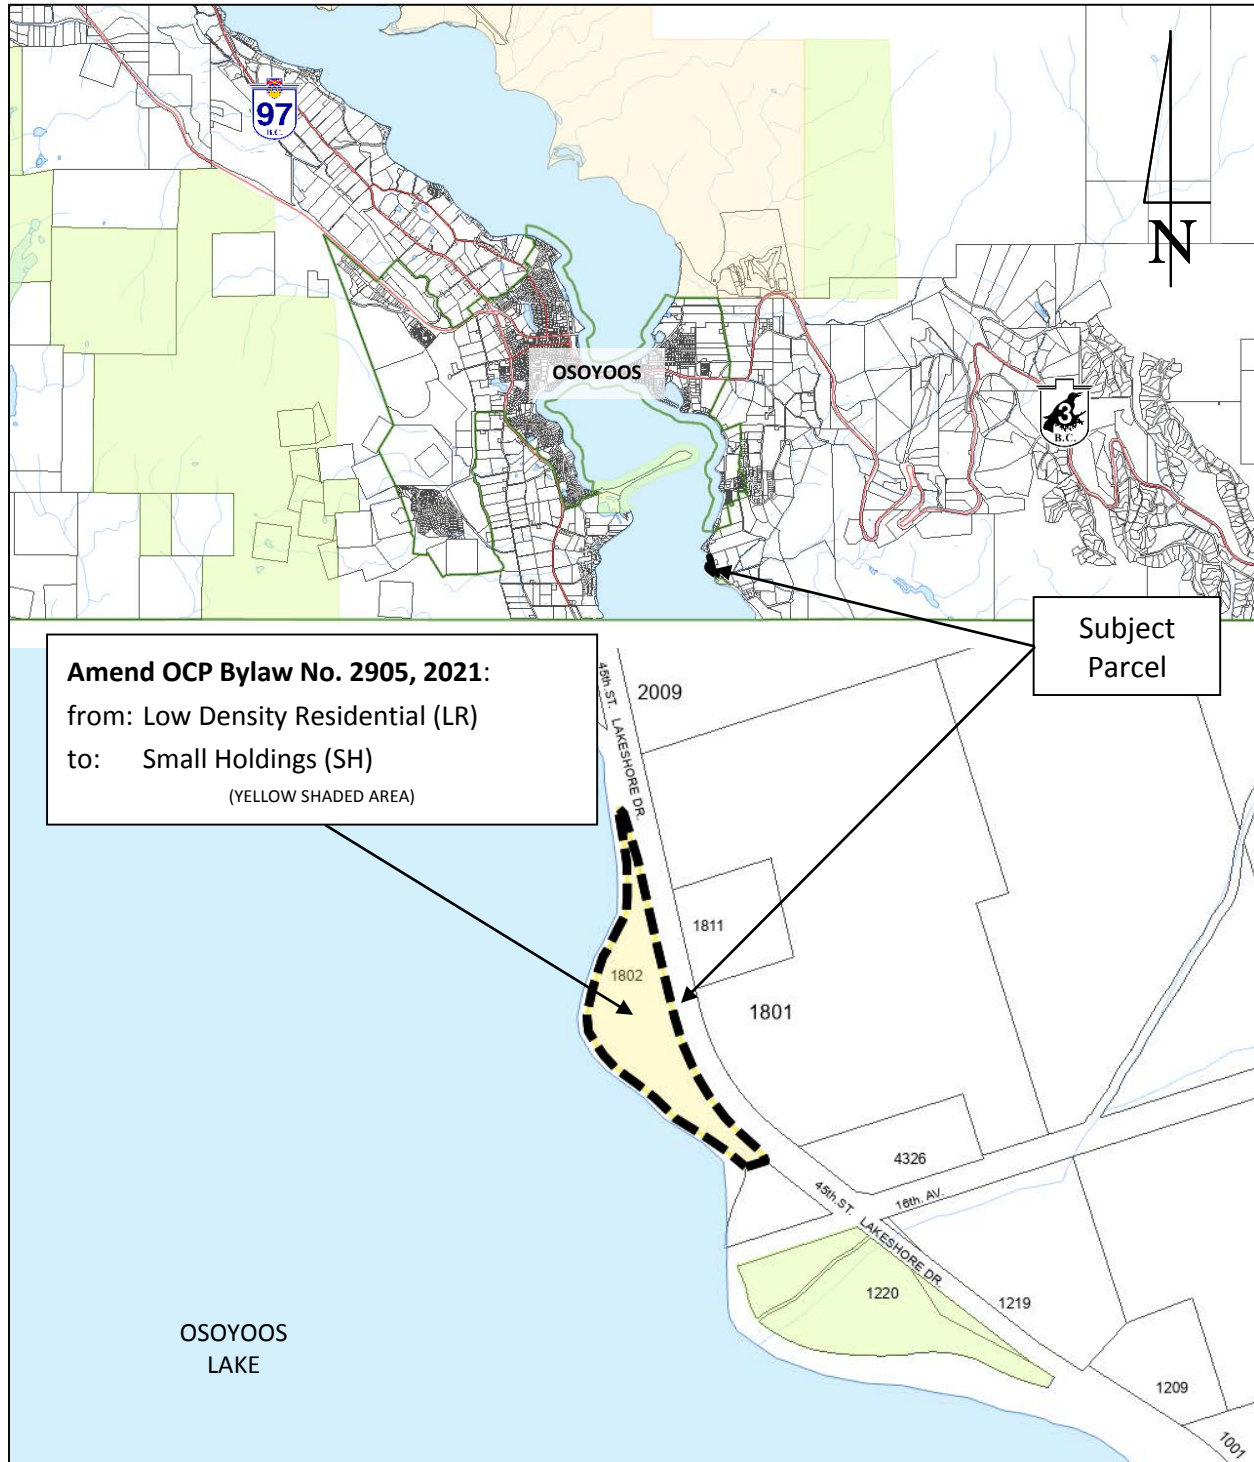 97
B.C.
N
OSOYOOS
3
B.C.
Subject
Parcel
Amend OCP Bylaw No. 2905, 2021:
from: Low Density Residential (LR)
to: Small Holdings (SH)
(YELLOW SHADED AREA)
45th.ST. LAKESHORE DR.
2009
1811
1802
1801
4326
16th. AV.
45th.ST. LAKESHORE DR.
1220
1219
OSOYOOS
LAKE
1209
1001